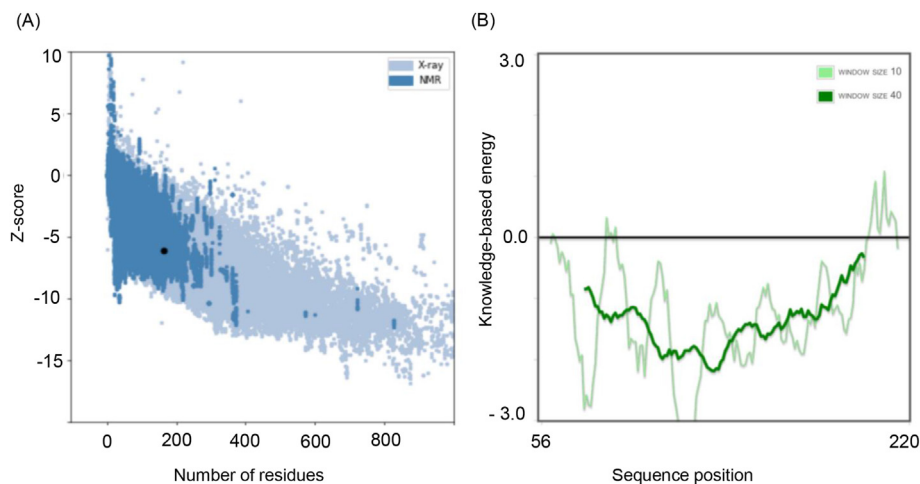 (A)
(B)
10
5
0
-5
-10
-15
Z-score
X-ray
NMR
0
200
400
600
800
Number of residues
3.0
0.0
- 3.0
Knowledge-based energy
WINDOW SIZE 10
WINDOW SIZE 40
56
220
Sequence position